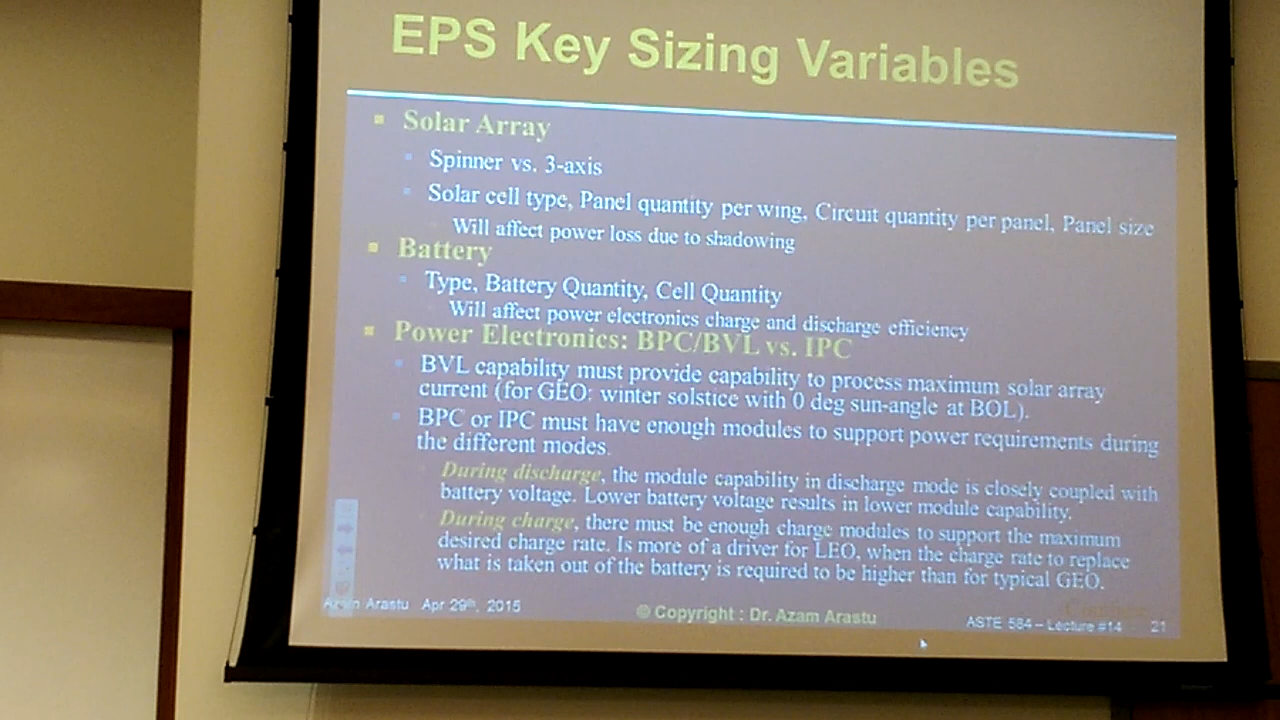 EPS Key Sizing Variables
Solar Array
Spinner vs. 3-axis
Solar cell type, Panel quantity per wing, Circuit quantity per panel, Panel size
Will affect power loss due to shadowing
Battery
Type, Battery Quantity, Cell Quantity
Will affect power electronics charge and discharge efficiency
Power Electronics: BPC/BVL vs. IPC
BVL capability must provide capability to process maximum solar array
current (for GEO: winter solstice with 0 deg sun-angle at BOL).
BPC or IPC must have enough modules to support power requirements during
the different modes.
During discharge, the module capability in discharge mode is closely coupled with
battery voltage. Lower battery voltage results in lower module capability.
During charge, there must be enough charge modules to support the maximum
desired charge rate. Is more of a driver for LEO, when the charge rate to replace
what is taken out of the battery is required to be higher than for typical GEO.
Azam Arastu Apr 29th, 2015
© Copyright : Dr. Azam Arastu
ASTE 584 – Lecture #14 21